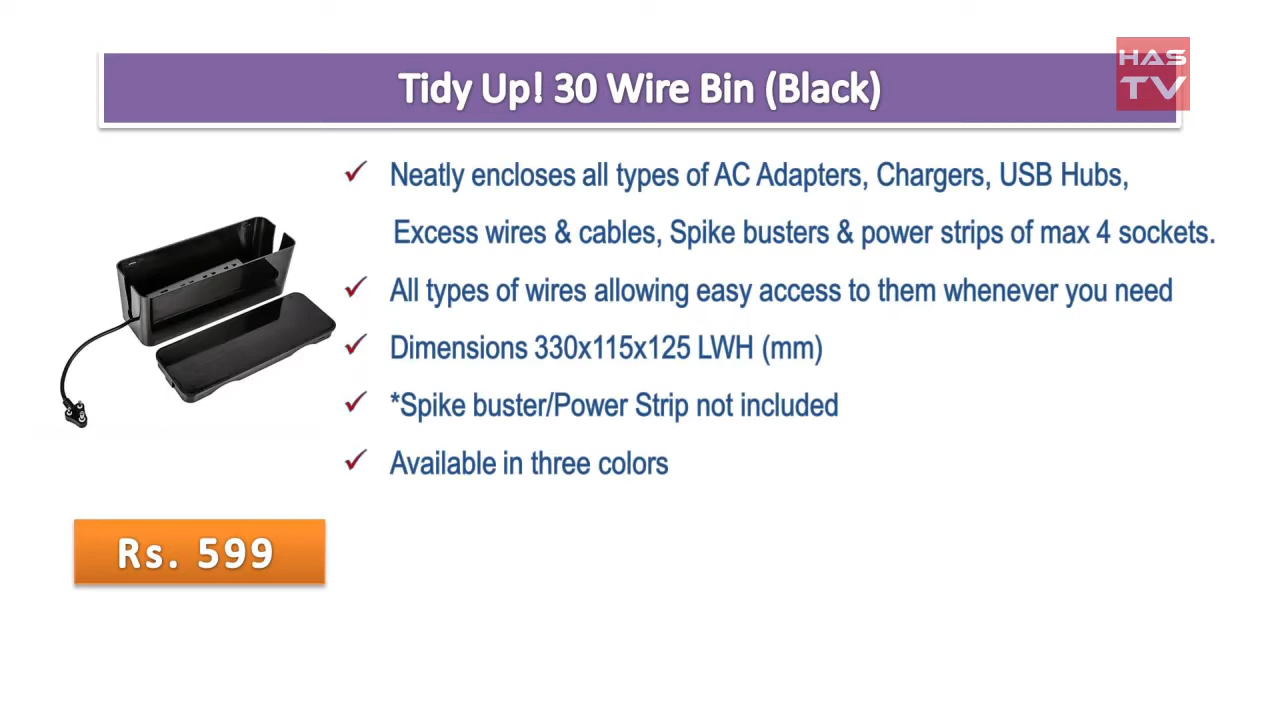 HAS
TV
Tidy Up! 30 Wire Bin (Black)
Neatly encloses all types of AC Adapters, Chargers, USB Hubs,
Excess wires & cables, Spike busters & power strips of max 4 sockets.
All types of wires allowing easy access to them whenever you need
Dimensions 330x115x125 LWH (mm)
*Spike buster/Power Strip not included
Available in three colors
Rs. 599